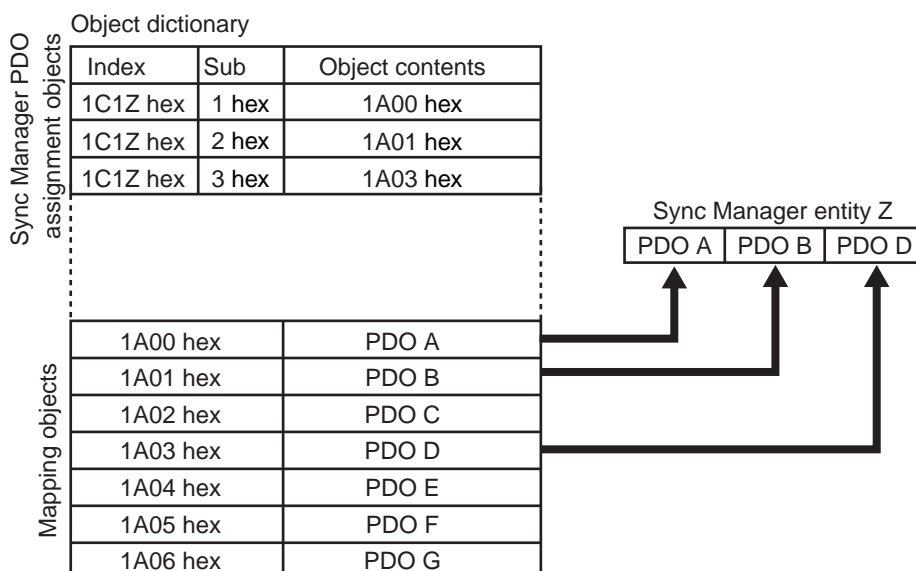 Object dictionary
Sync Manager PDO
assignment objects
Index Sub Object contents
1C1Z hex 1 hex 1A00 hex
1C1Z hex 2 hex 1A01 hex
1C1Z hex 3 hex 1A03 hex
Sync Manager entity Z
PDO A PDO B PDO D
Mapping objects
1A00 hex PDO A
1A01 hex PDO B
1A02 hex PDO C
1A03 hex PDO D
1A04 hex PDO E
1A05 hex PDO F
1A06 hex PDO G